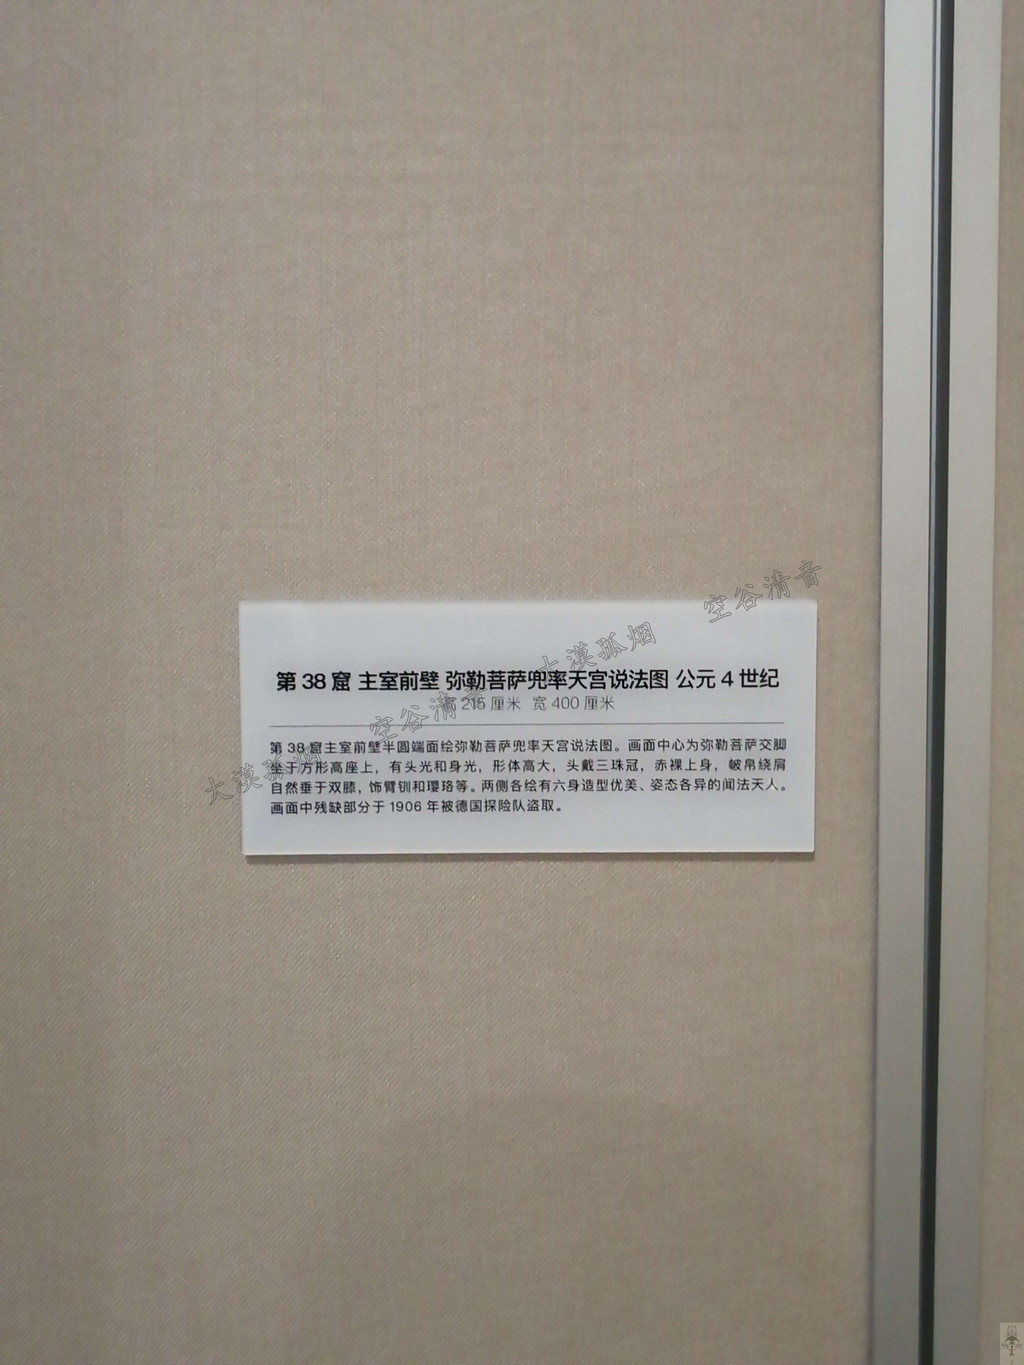 第 38 窟 主室前壁 弥勒菩萨兜率天宫说法图 公元 4 世纪
高 215 厘米 宽 400 厘米
第 38 窟主室前壁半圆端面绘弥勒菩萨兜率天宫说法图。画面中心为弥勒菩萨交脚
坐于方形高座上，有头光和身光，形体高大，头戴三珠冠，赤裸上身，帔帛绕肩
自然垂于双膝，饰臂钏和璎珞等。两侧各绘有六身造型优美、姿态各异的闻法天人。
画面中残缺部分于 1906 年被德国探险队盗取。
大漠孤烟 空谷清音
大漠孤烟 空谷清音